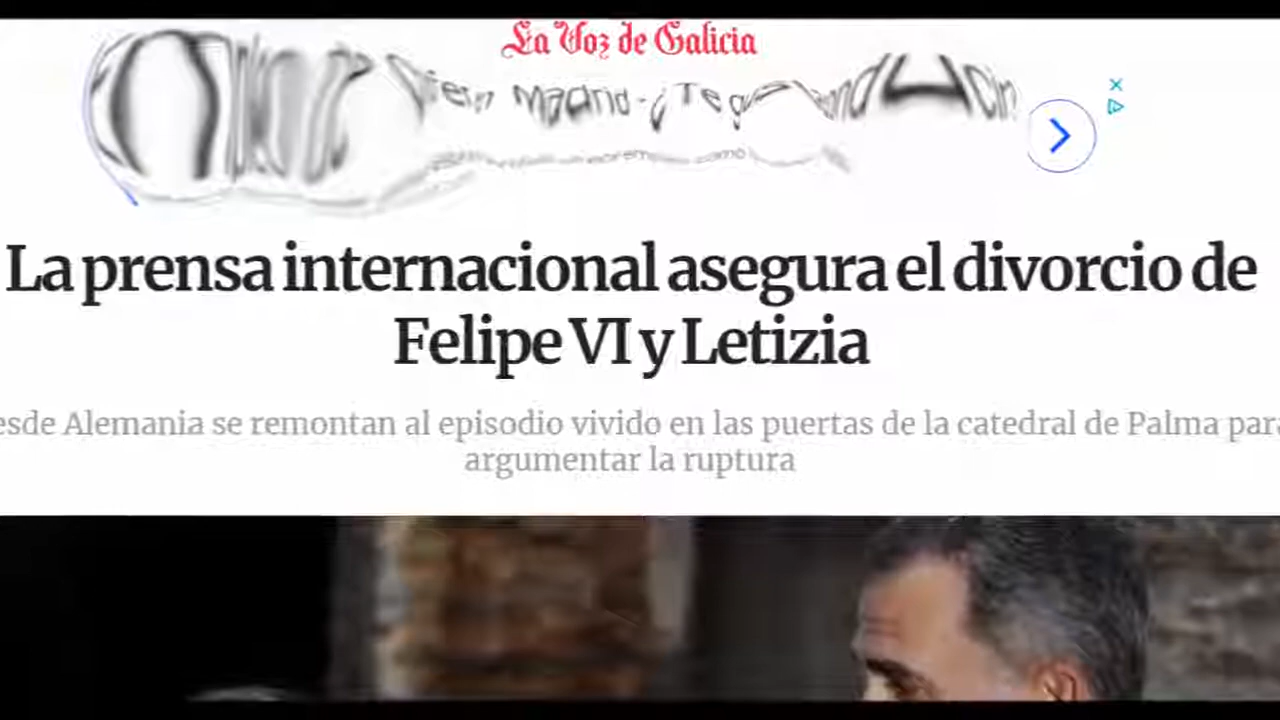 La Voz de Galicia
La prensa internacional asegura el divorcio de
Felipe VI y Letizia
esde Alemania se remontan al episodio vivido en las puertas de la catedral de Palma para
argumentar la ruptura